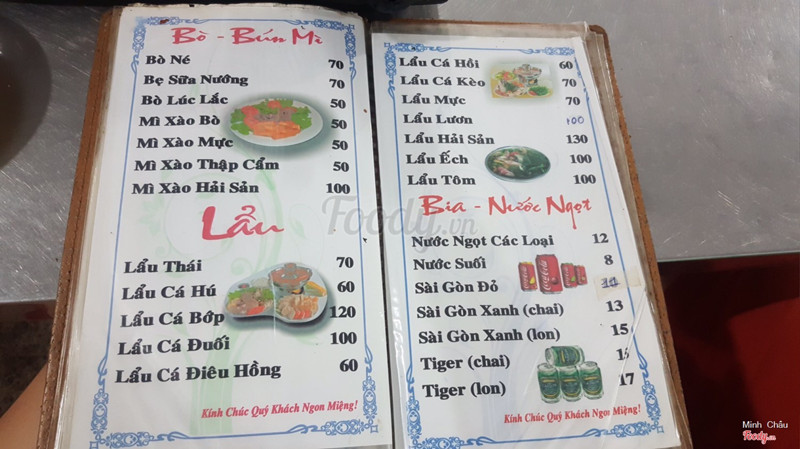 Bò - Bún Mì
Bò Né 70
Bẹ Sữa Nướng 70
Bò Lúc Lắc 50
Mì Xào Bò 50
Mì Xào Mực 50
Mì Xào Thập Cẩm 50
Mì Xào Hải Sản 100
Lẩu
Lẩu Thái 70
Lẩu Cá Hú 60
Lẩu Cá Bớp 120
Lẩu Cá Đuối 100
Lẩu Cá Điêu Hồng 60
Kính Chúc Quý Khách Ngon Miệng!
Lẩu Cá Hồi 60
Lẩu Cá Kèo 70
Lẩu Mực 70
Lẩu Lươn 100
Lẩu Hải Sản 130
Lẩu Ếch 100
Lẩu Tôm 100
Bia - Nước Ngọt
Nước Ngọt Các Loại 12
Nước Suối 8
Sài Gòn Đỏ
Sài Gòn Xanh (chai) 13
Sài Gòn Xanh (lon) 15
Tiger (chai)
Tiger (lon) 17
Kính Chúc Quý Khách Ngon Miệng!
Foody.vn
Minh Châu
Foody.vn